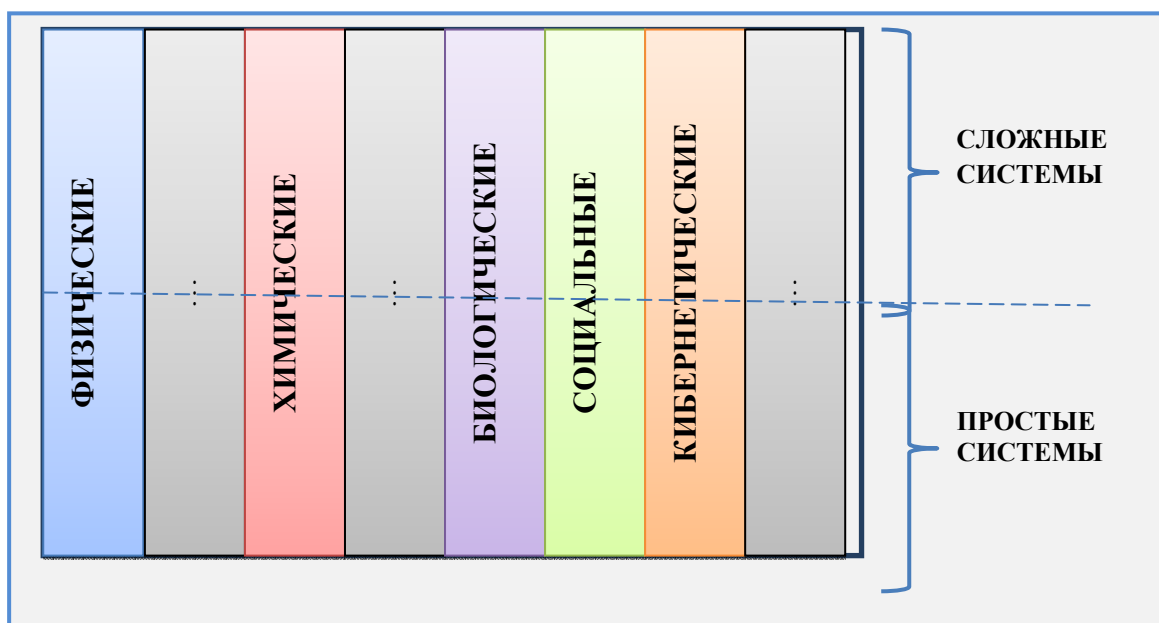 ФИЗИЧЕСКИЕ
...
ХИМИЧЕСКИЕ
...
БИОЛОГИЧЕСКИЕ
СОЦИАЛЬНЫЕ
КИБЕРНЕТИЧЕСКИЕ
...
СЛОЖНЫЕ
СИСТЕМЫ
ПРОСТЫЕ
СИСТЕМЫ